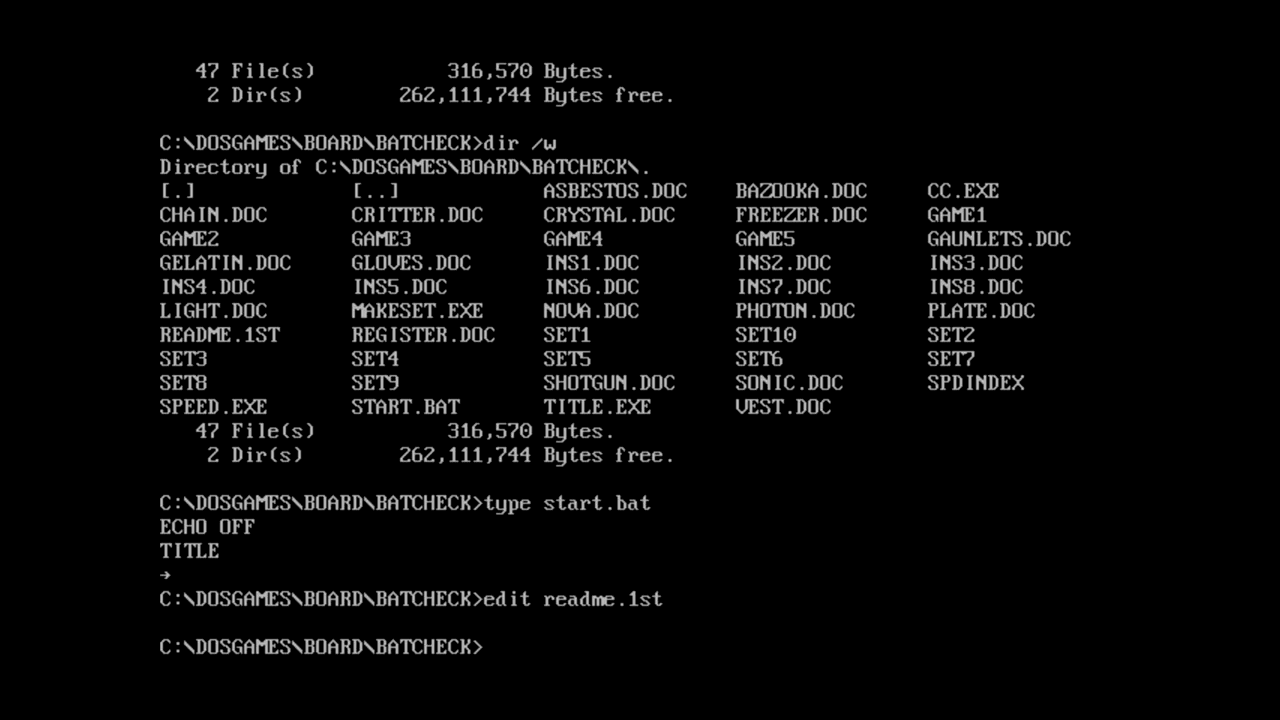 47 File(s) 316,570 Bytes.
2 Dir(s) 262,111,744 Bytes free.
C:\DOSGAMES\BOARD\BATCHECK>dir /w
Directory of C:\DOSGAMES\BOARD\BATCHECK\.
[.] [..] ASBESTOS.DOC BAZOOKA.DOC CC.EXE
CHAIN.DOC CRITTER.DOC CRYSTAL.DOC FREEZER.DOC GAME1
GAME2 GAME3 GAME4 GAME5 GAUNLETS.DOC
GELATIN.DOC GLOVES.DOC INS1.DOC INS2.DOC INS3.DOC
INS4.DOC INS5.DOC INS6.DOC INS7.DOC INS8.DOC
LIGHT.DOC MAKESET.EXE NOVA.DOC PHOTON.DOC PLATE.DOC
README.1ST REGISTER.DOC SET1 SET10 SET2
SET3 SET4 SET5 SET6 SET7
SET8 SET9 SHOTGUN.DOC SONIC.DOC SPDINDEX
SPEED.EXE START.BAT TITLE.EXE VEST.DOC
47 File(s) 316,570 Bytes.
2 Dir(s) 262,111,744 Bytes free.
C:\DOSGAMES\BOARD\BATCHECK>type start.bat
ECHO OFF
TITLE
→
C:\DOSGAMES\BOARD\BATCHECK>edit readme.1st
C:\DOSGAMES\BOARD\BATCHECK>